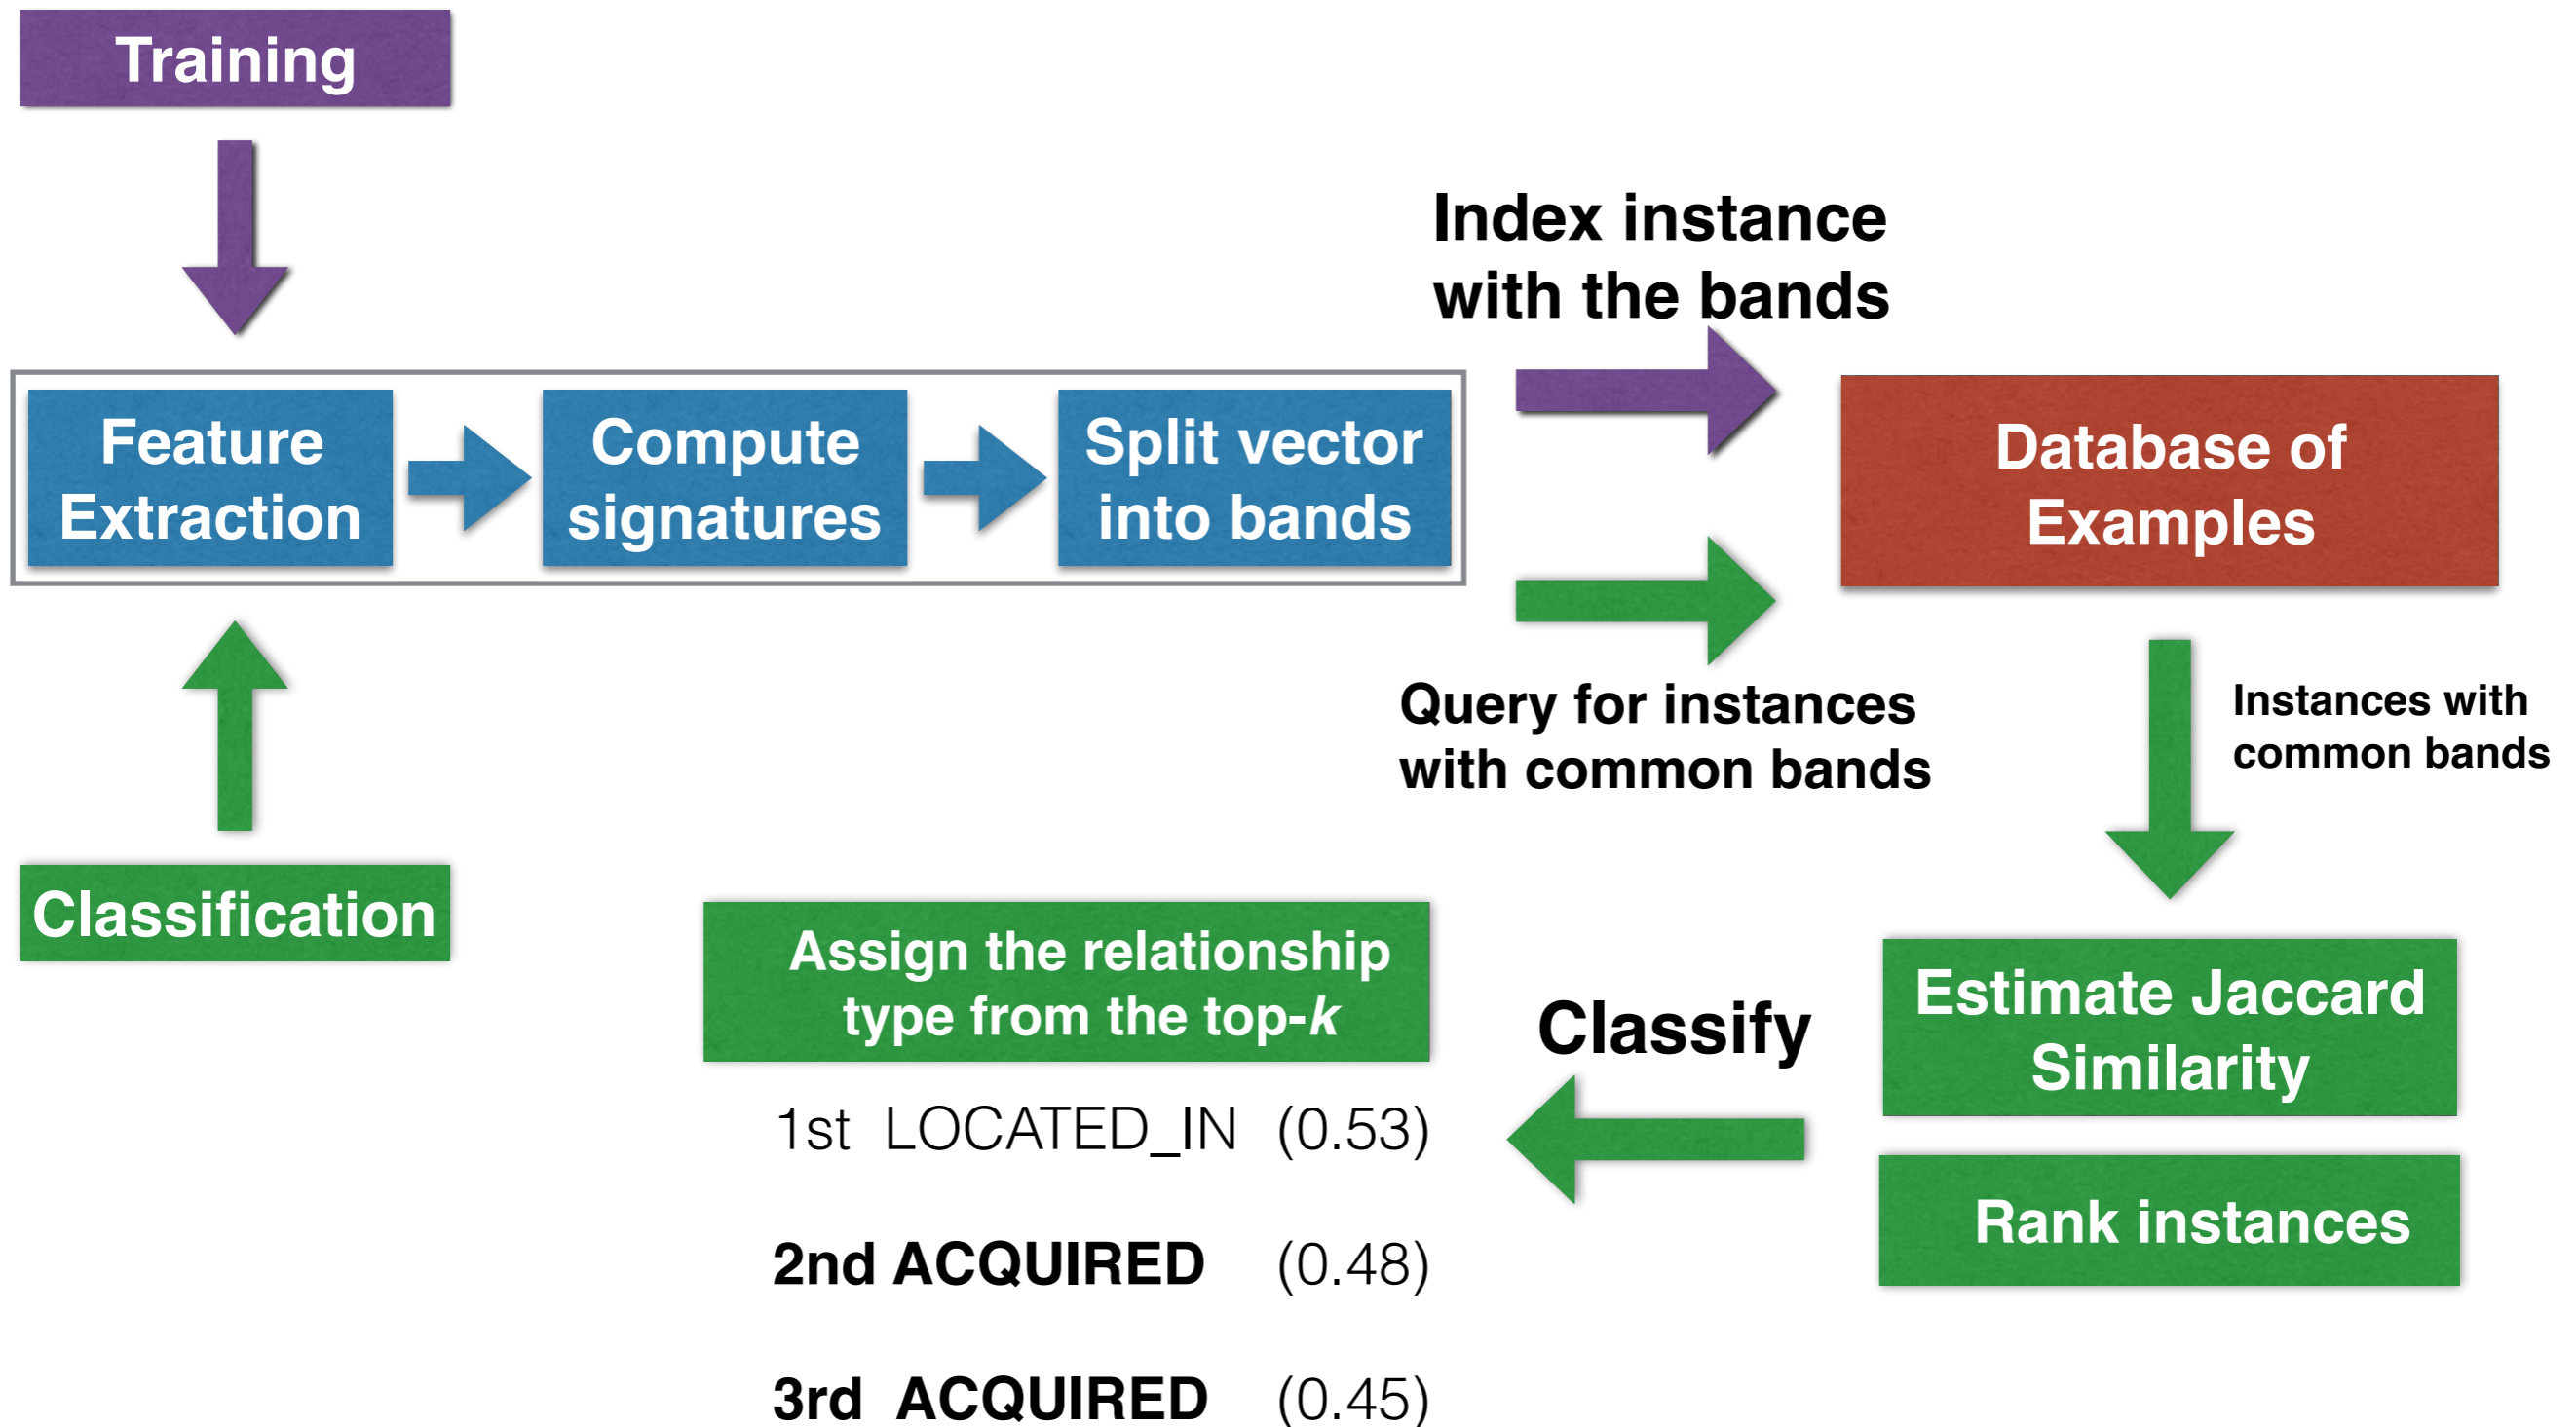 Training
Index instance
with the bands
Feature
Extraction
Compute
signatures
Split vector
into bands
Database of
Examples
Query for instances
with common bands
Instances with
common bands
Classification
Assign the relationship
type from the top-k
Classify
Estimate Jaccard
Similarity
Rank instances
1st LOCATED_IN (0.53)
2nd ACQUIRED (0.48)
3rd ACQUIRED (0.45)